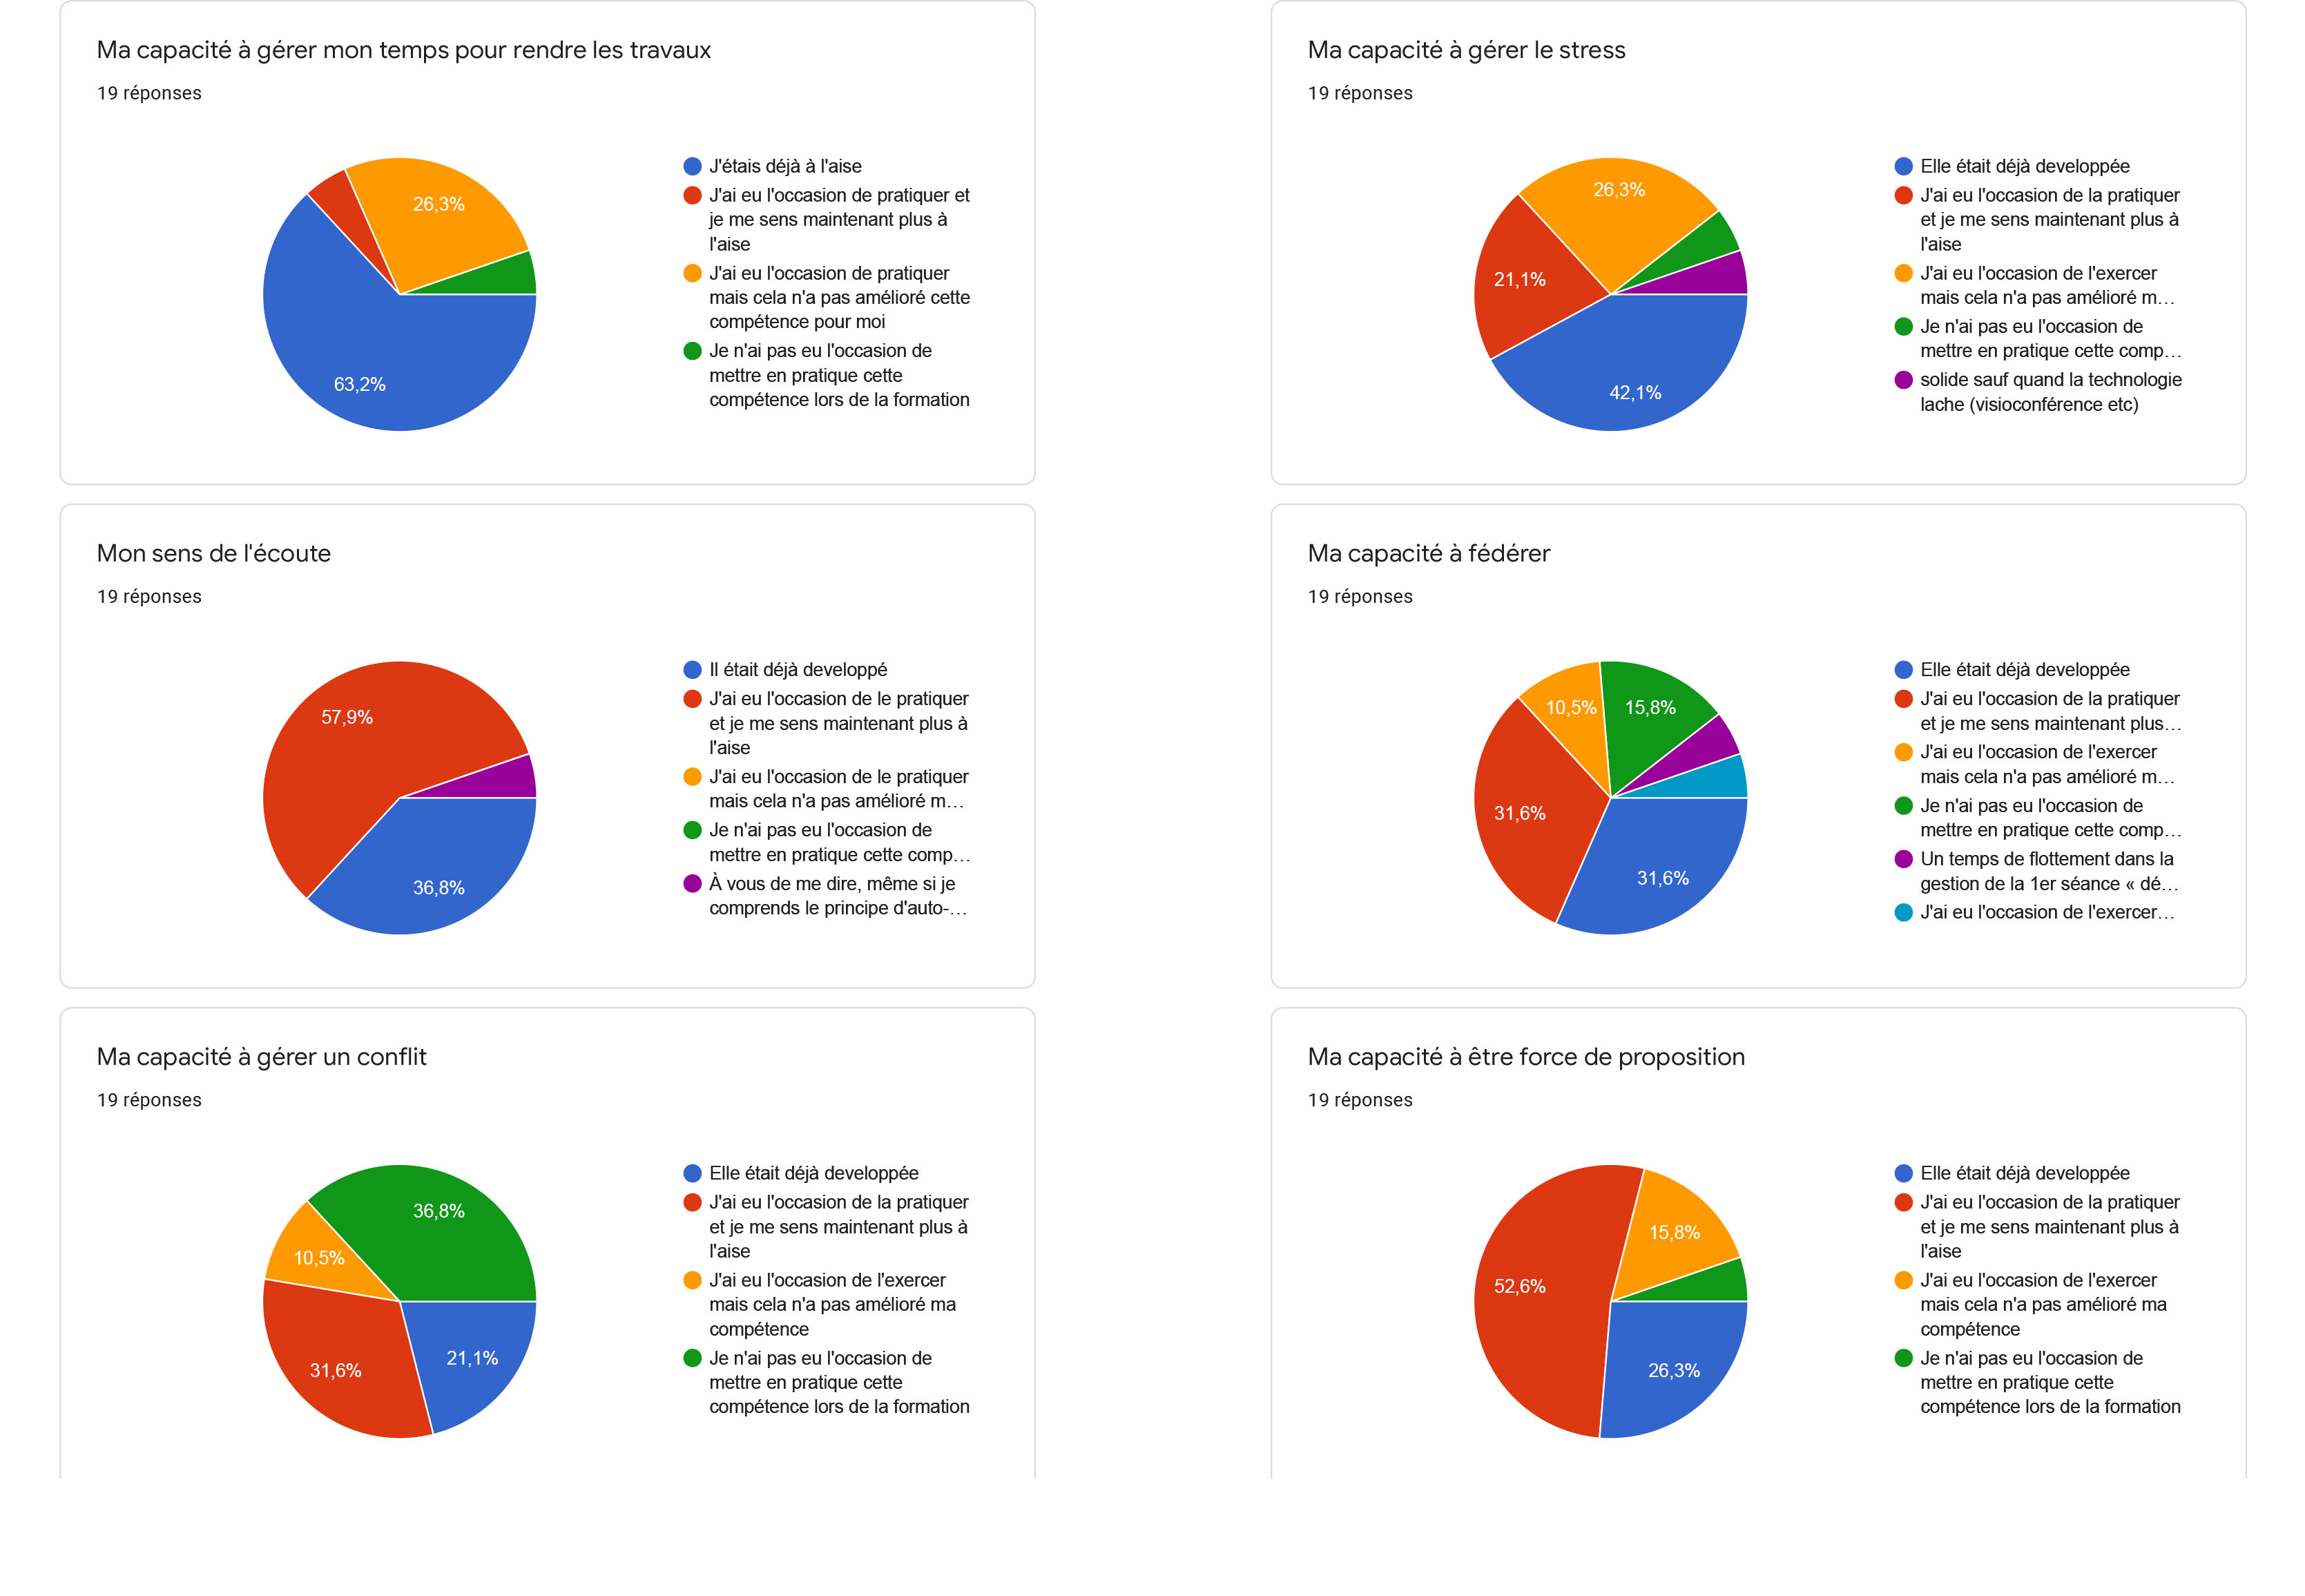 Ma capacité à gérer mon temps pour rendre les travaux
19 réponses
26,3%
63,2%
J'étais déjà à l'aise
J'ai eu l'occasion de pratiquer et
je me sens maintenant plus à
l'aise
J'ai eu l'occasion de pratiquer
mais cela n'a pas amélioré cette
compétence pour moi
Je n'ai pas eu l'occasion de
mettre en pratique cette
compétence lors de la formation
Ma capacité à gérer le stress
19 réponses
26,3%
21,1%
42,1%
Elle était déjà developpée
J'ai eu l'occasion de la pratiquer
et je me sens maintenant plus à
l'aise
J'ai eu l'occasion de l'exercer
mais cela n'a pas amélioré m…
Je n'ai pas eu l'occasion de
mettre en pratique cette comp…
solide sauf quand la technologie
lache (visioconférence etc)
Mon sens de l'écoute
19 réponses
57,9%
36,8%
Il était déjà developpé
J'ai eu l'occasion de le pratiquer
et je me sens maintenant plus à
l'aise
J'ai eu l'occasion de le pratiquer
mais cela n'a pas amélioré m…
Je n'ai pas eu l'occasion de
mettre en pratique cette comp…
À vous de me dire, même si je
comprends le principe d'auto-…
Ma capacité à fédérer
19 réponses
10,5%
15,8%
31,6%
31,6%
Elle était déjà developpée
J'ai eu l'occasion de la pratiquer
et je me sens maintenant plus…
J'ai eu l'occasion de l'exercer
mais cela n'a pas amélioré m…
Je n'ai pas eu l'occasion de
mettre en pratique cette comp…
Un temps de flottement dans la
gestion de la 1er séance « dé…
J'ai eu l'occasion de l'exercer…
Ma capacité à gérer un conflit
19 réponses
36,8%
10,5%
31,6%
21,1%
Elle était déjà developpée
J'ai eu l'occasion de la pratiquer
et je me sens maintenant plus à
l'aise
J'ai eu l'occasion de l'exercer
mais cela n'a pas amélioré ma
compétence
Je n'ai pas eu l'occasion de
mettre en pratique cette
compétence lors de la formation
Ma capacité à être force de proposition
19 réponses
15,8%
52,6%
26,3%
Elle était déjà developpée
J'ai eu l'occasion de la pratiquer
et je me sens maintenant plus à
l'aise
J'ai eu l'occasion de l'exercer
mais cela n'a pas amélioré ma
compétence
Je n'ai pas eu l'occasion de
mettre en pratique cette
compétence lors de la formation